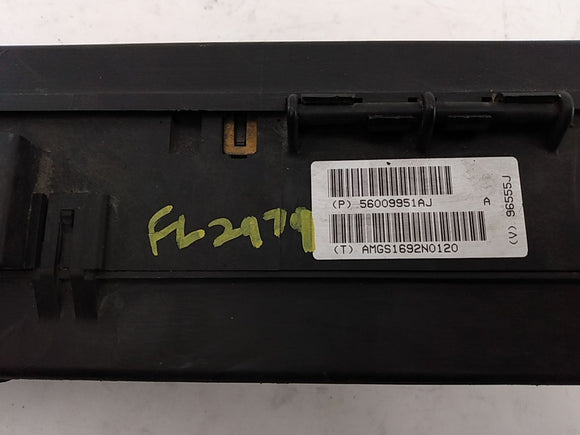 FL2979
(P) 56009951AJ A
(T) AMGS1692N0120
(V) 96555J